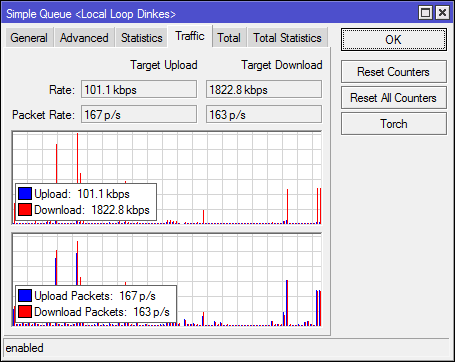 Simple Queue <Local Loop Dinkes>
General Advanced Statistics Traffic Total Total Statistics
OK
Target Upload Target Download
Rate: 101.1 kbps 1822.8 kbps
Reset Counters
Packet Rate: 167 p/s 163 p/s
Reset All Counters
Torch
Upload: 101.1 kbps
Download: 1822.8 kbps
Upload Packets: 167 p/s
Download Packets: 163 p/s
enabled